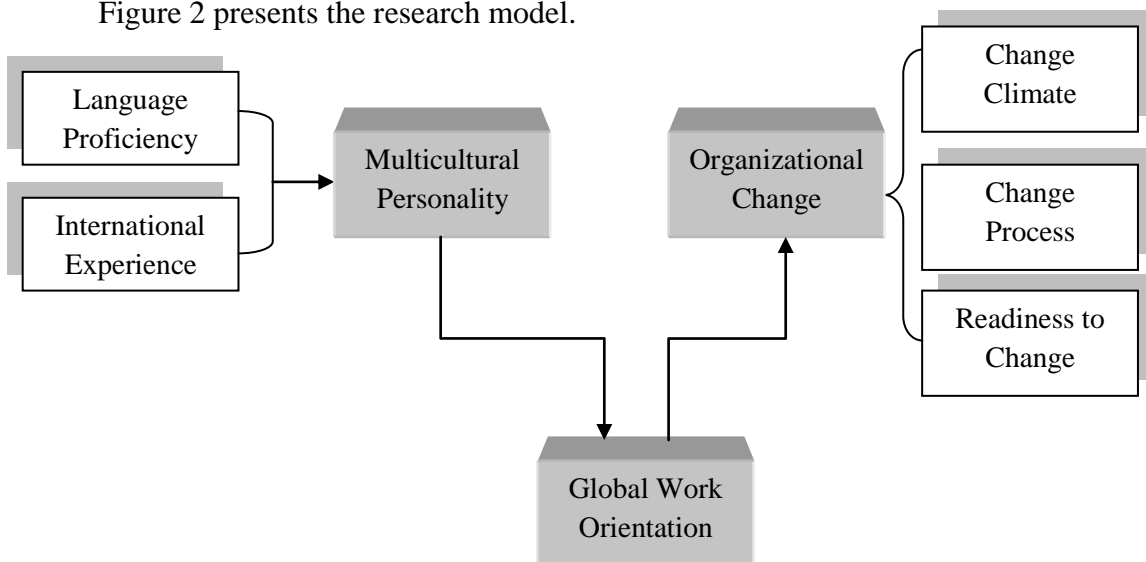 Figure 2 presents the research model.
Language
Proficiency
International
Experience
Multicultural
Personality
Organizational
Change
Change
Climate
Change
Process
Readiness to
Change
Global Work
Orientation